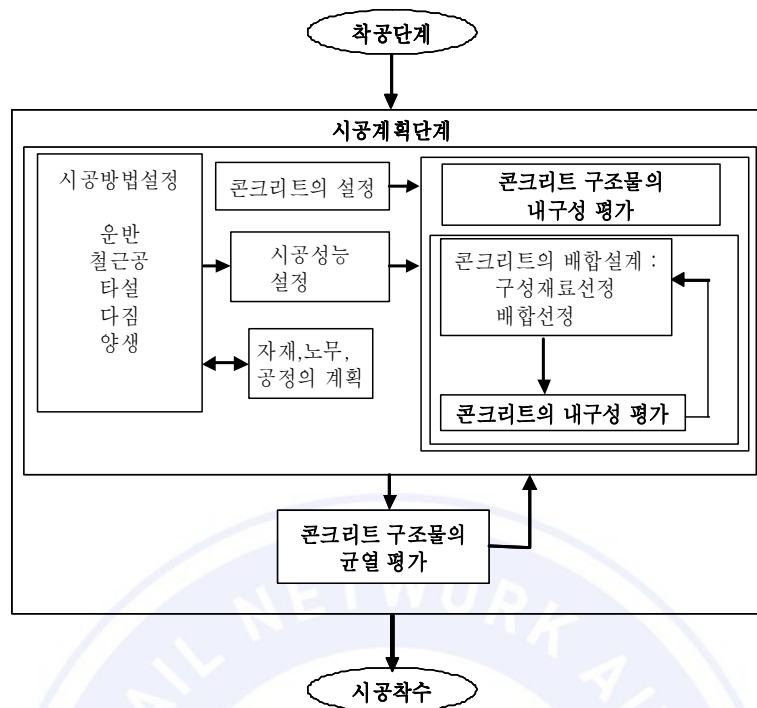 착공단계
시공계획단계
시공방법설정
운반
철근공
타설
다짐
양생
콘크리트의 설정
시공성능
설정
자재,노무,
공정의 계획
콘크리트 구조물의
내구성 평가
콘크리트의 배합설계 :
구성재료선정
배합선정
콘크리트의 내구성 평가
콘크리트 구조물의
균열 평가
시공착수
AIL NETWORK AU